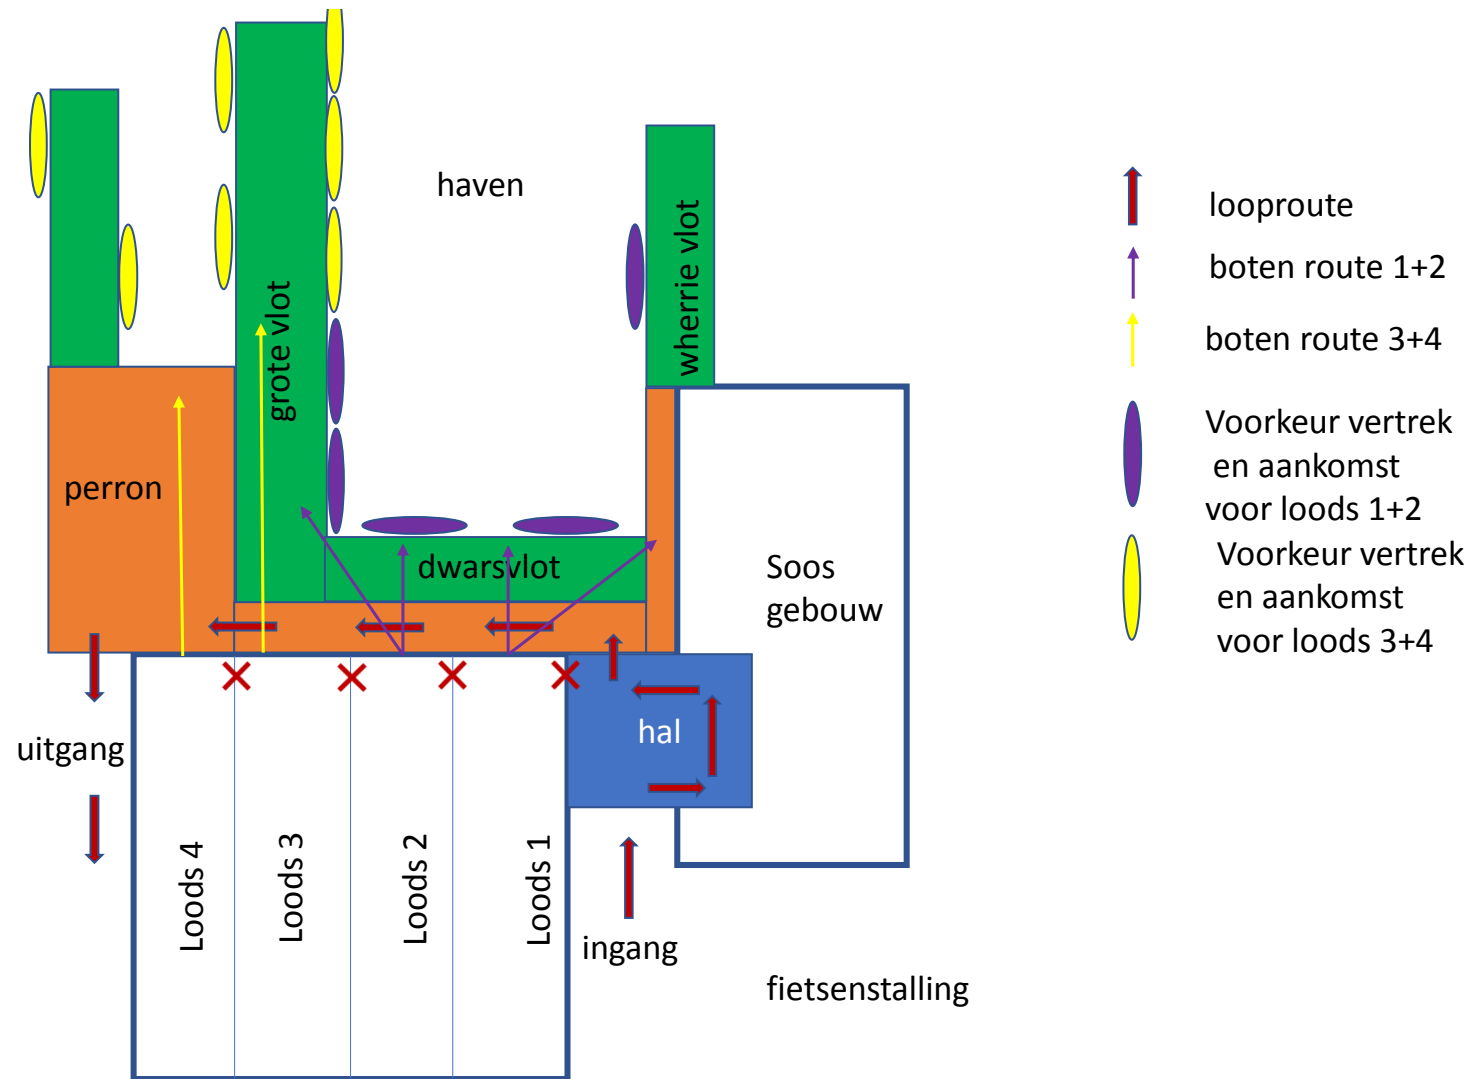 haven
grote vlot
wherrie vlot
perron
dwarsvlot
Soos
gebouw
hal
uitgang
Loods 4
Loods 3
Loods 2
Loods 1
ingang
fietsenstalling
looproute
boten route 1+2
boten route 3+4
Voorkeur vertrek
en aankomst
voor loods 1+2
Voorkeur vertrek
en aankomst
voor loods 3+4